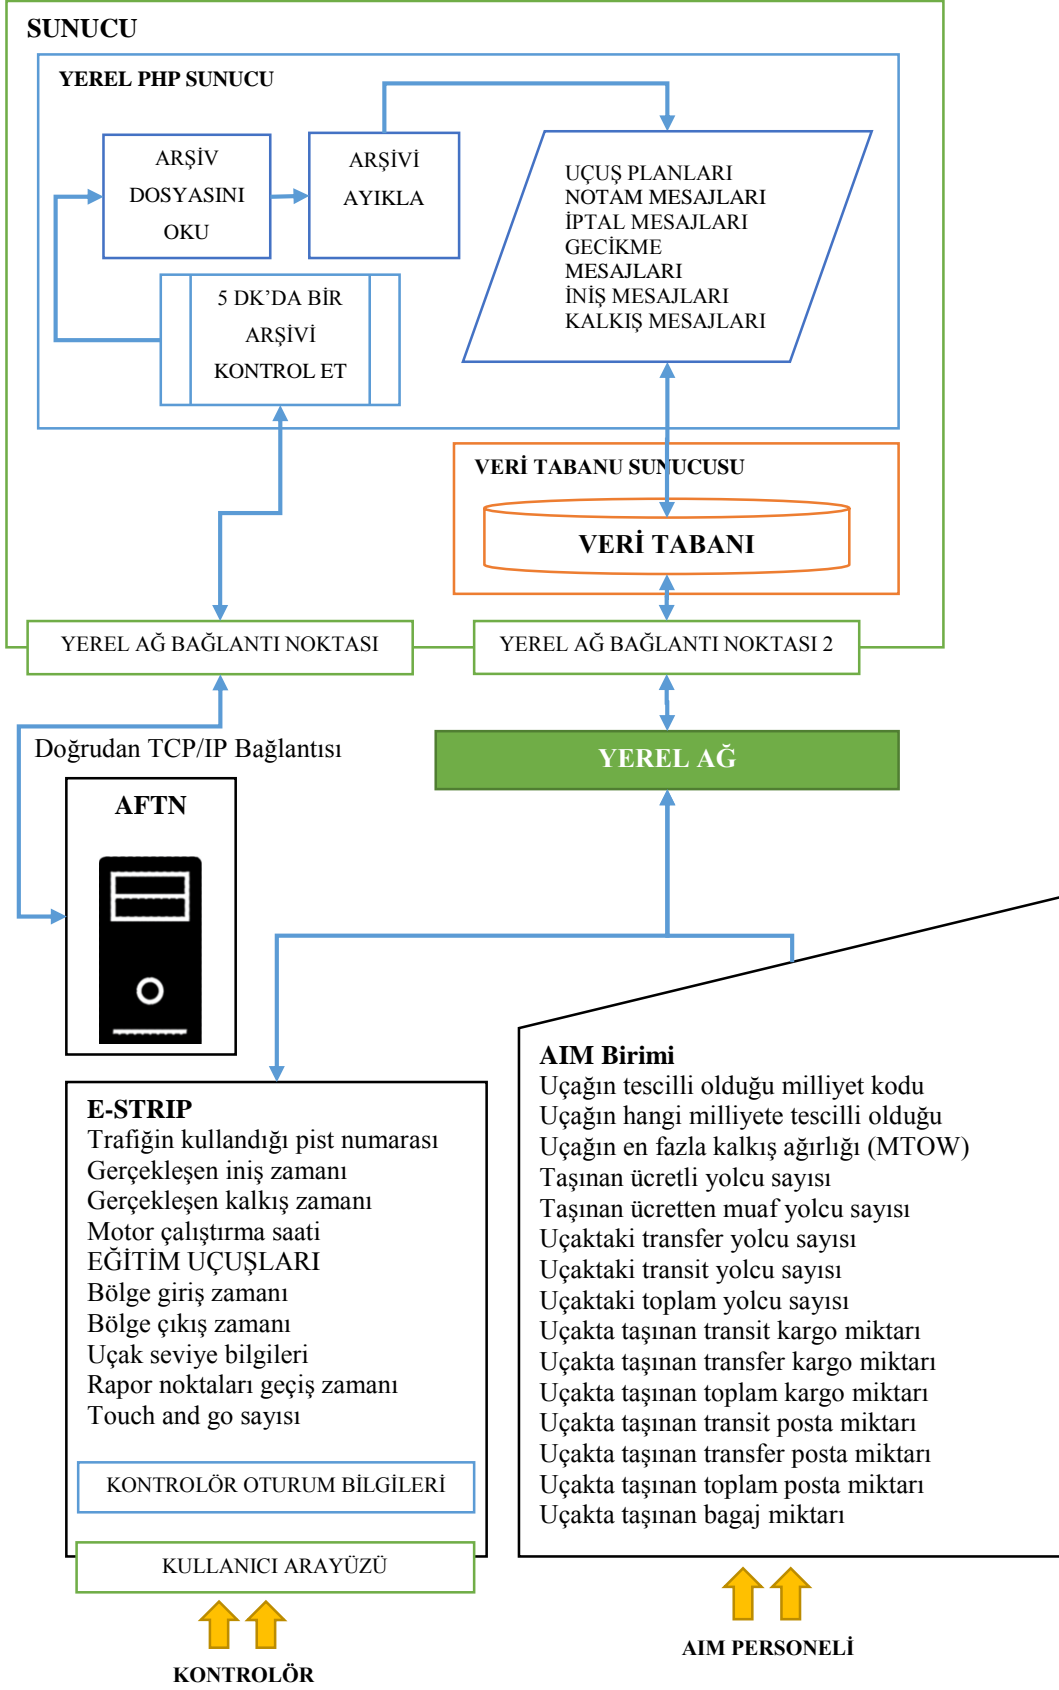 SUNUCU
YEREL PHP SUNUCU
ARŞİV
DOSYASINI
OKU
ARŞİVİ
AYIKLA
UÇUŞ PLANLARI
NOTAM MESAJLARI
İPTAL MESAJLARI
GECİKME
MESAJLARI
İNİŞ MESAJLARI
KALKIŞ MESAJLARI
5 DK’DA BİR
ARŞİVİ
KONTROL ET
VERİ TABANU SUNUCUSU
VERİ TABANI
YEREL AĞ BAĞLANTI NOKTASI
YEREL AĞ BAĞLANTI NOKTASI 2
Doğrudan TCP/IP Bağlantısı
YEREL AĞ
AFTN
E-STRIP
Trafiğin kullandığı pist numarası
Gerçekleşen iniş zamanı
Gerçekleşen kalkış zamanı
Motor çalıştırma saati
EĞİTİM UÇUŞLARI
Bölge giriş zamanı
Bölge çıkış zamanı
Uçak seviye bilgileri
Rapor noktaları geçiş zamanı
Touch and go sayısı
KONTROLÖR OTURUM BİLGİLERİ
KULLANICI ARAYÜZÜ
KONTROLÖR
AIM Birimi
Uçağın tescilli olduğu milliyet kodu
Uçağın hangi milliyete tescilli olduğu
Uçağın en fazla kalkış ağırlığı (MTOW)
Taşınan ücretli yolcu sayısı
Taşınan ücretten muaf yolcu sayısı
Uçaktaki transfer yolcu sayısı
Uçaktaki transit yolcu sayısı
Uçaktaki toplam yolcu sayısı
Uçakta taşınan transit kargo miktarı
Uçakta taşınan transfer kargo miktarı
Uçakta taşınan toplam kargo miktarı
Uçakta taşınan transit posta miktarı
Uçakta taşınan transfer posta miktarı
Uçakta taşınan toplam posta miktarı
Uçakta taşınan bagaj miktarı
AIM PERSONELİ